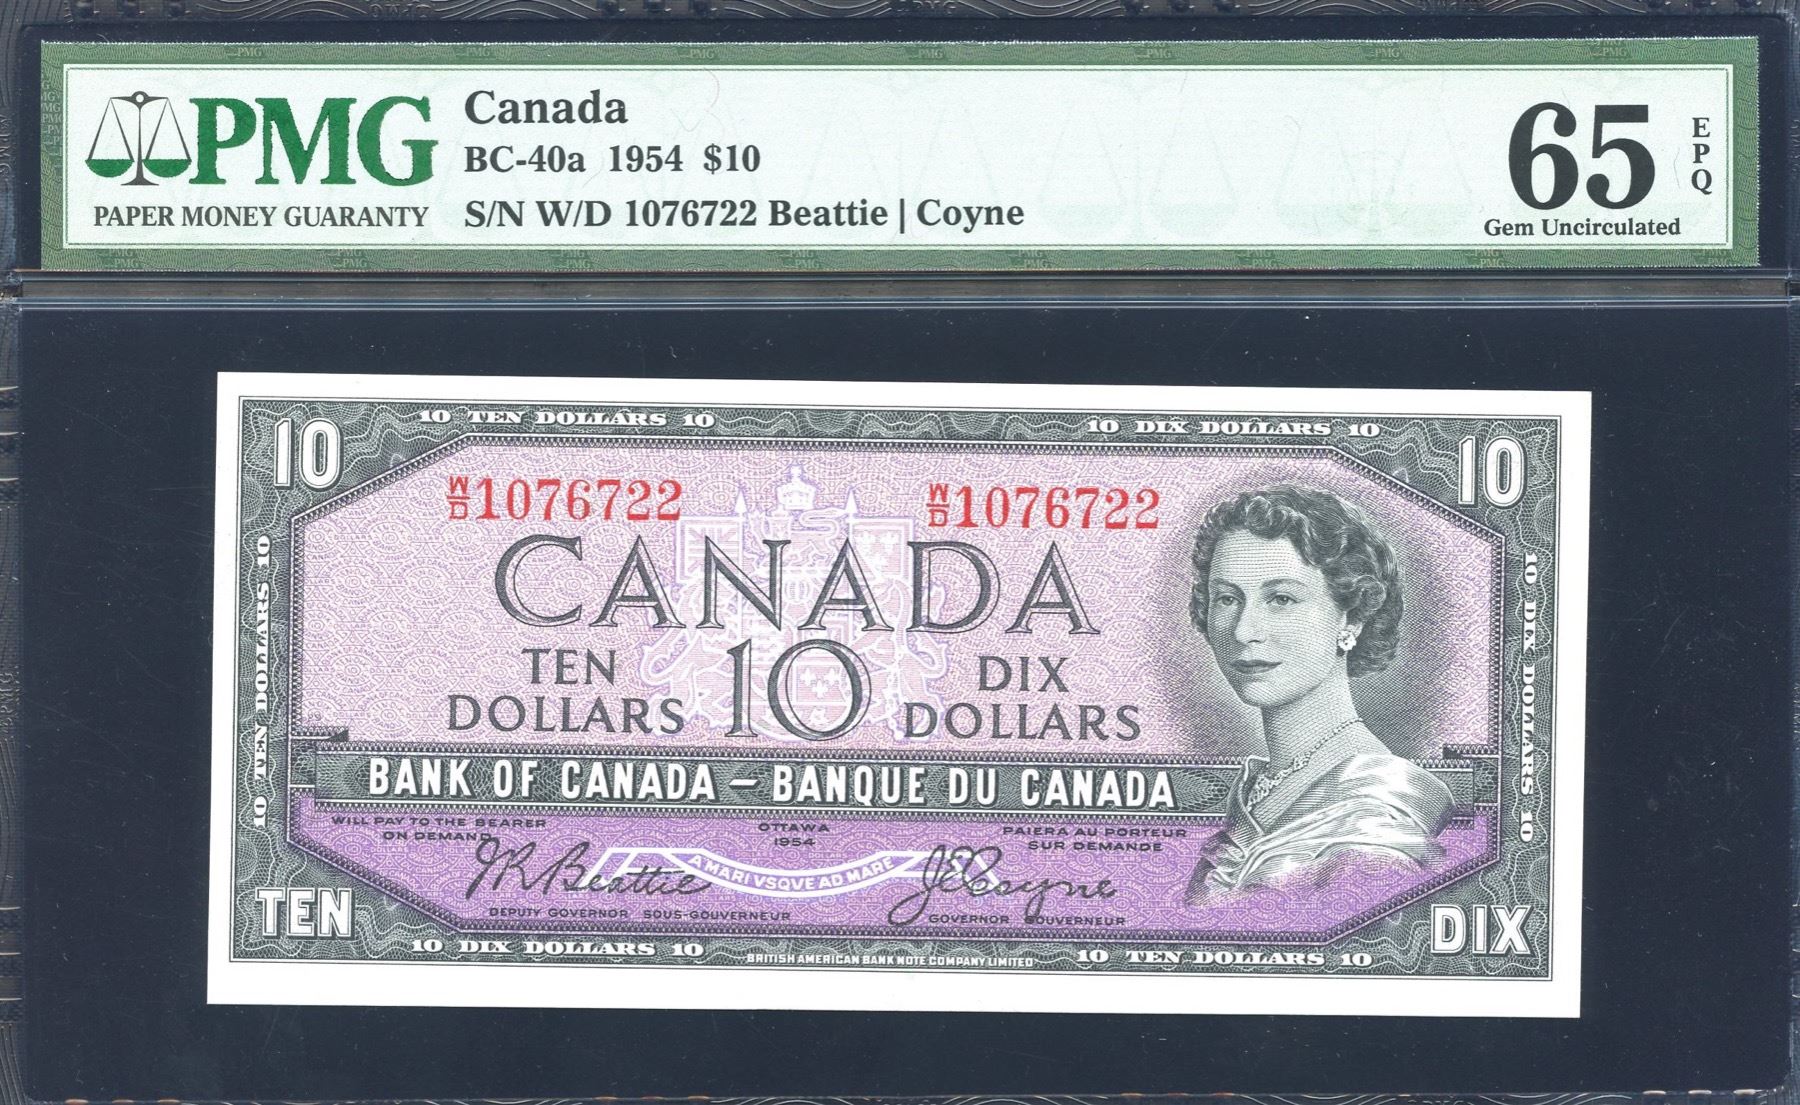 PMG
PAPER MONEY GUARANTY
Canada
BC-40a 1954 $10
S/N W/D 1076722 Beattie | Coyne
65
EPQ
Gem Uncirculated
10 10 TEN DOLLARS 10 10 DIX DOLLARS 10 10
W/D 1076722 W/D 1076722
CANADA
TEN DOLLARS 10 DIX DOLLARS
10 TEN DOLLARS 10
10 DIX DOLLARS 10
BANK OF CANADA – BANQUE DU CANADA
WILL PAY TO THE BEARER ON DEMAND
OTTAWA
1954
PAIERA AU PORTEUR SUR DEMANDE
J R Beattie
A MARI VSQVE AD MARE
J E Coyne
DEPUTY GOVERNOR SOUS-GOUVERNEUR
GOVERNOR GOUVERNEUR
TEN DIX
10 DIX DOLLARS 10
BRITISH AMERICAN BANK NOTE COMPANY LIMITED
10 TEN DOLLARS 10